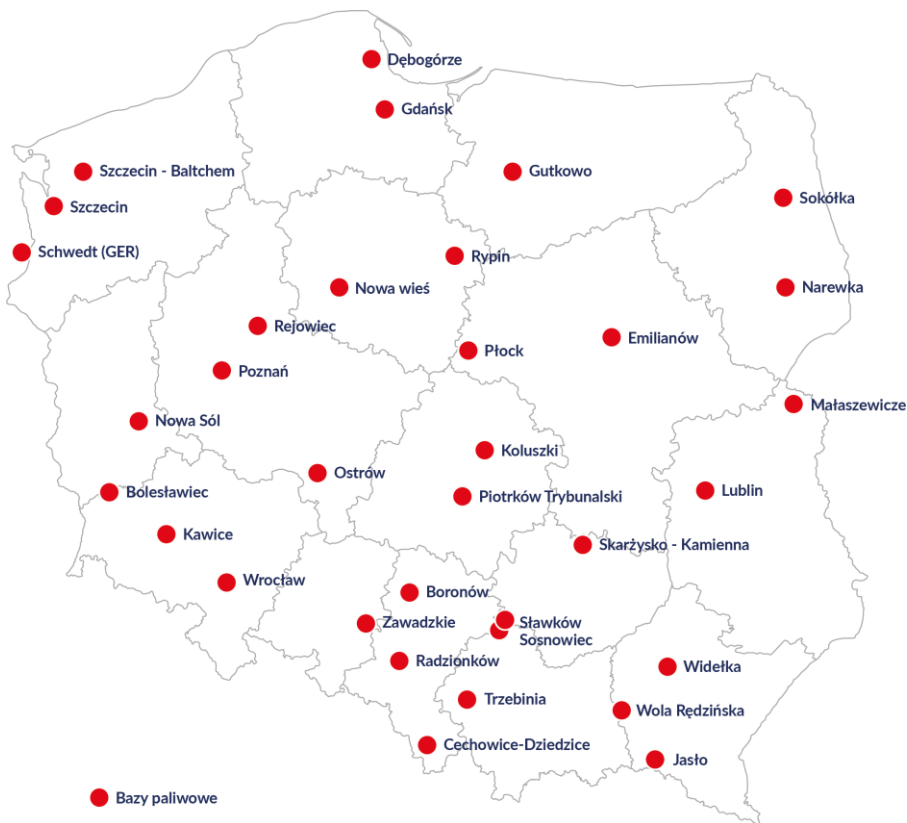 Dębogórze
Gdańsk
Szczecin - Baltchem
Gutkowo
Sokółka
Szczecin
Schwedt (GER)
Rypin
Nowa wieś
Narewka
Rejowiec
Emilianów
Płock
Poznań
Małaszewicze
Nowa Sól
Koluszki
Ostrów
Bolesławiec
Piotrków Trybunalski
Lublin
Kawice
Skarżysko - Kamienna
Wrocław
Boronów
Zawadzkie
Sławków
Sosnowiec
Radzionków
Widełka
Trzebinia
Wola Rędzińska
Cechowice-Dziedzice
Jasło
Bazy paliwowe